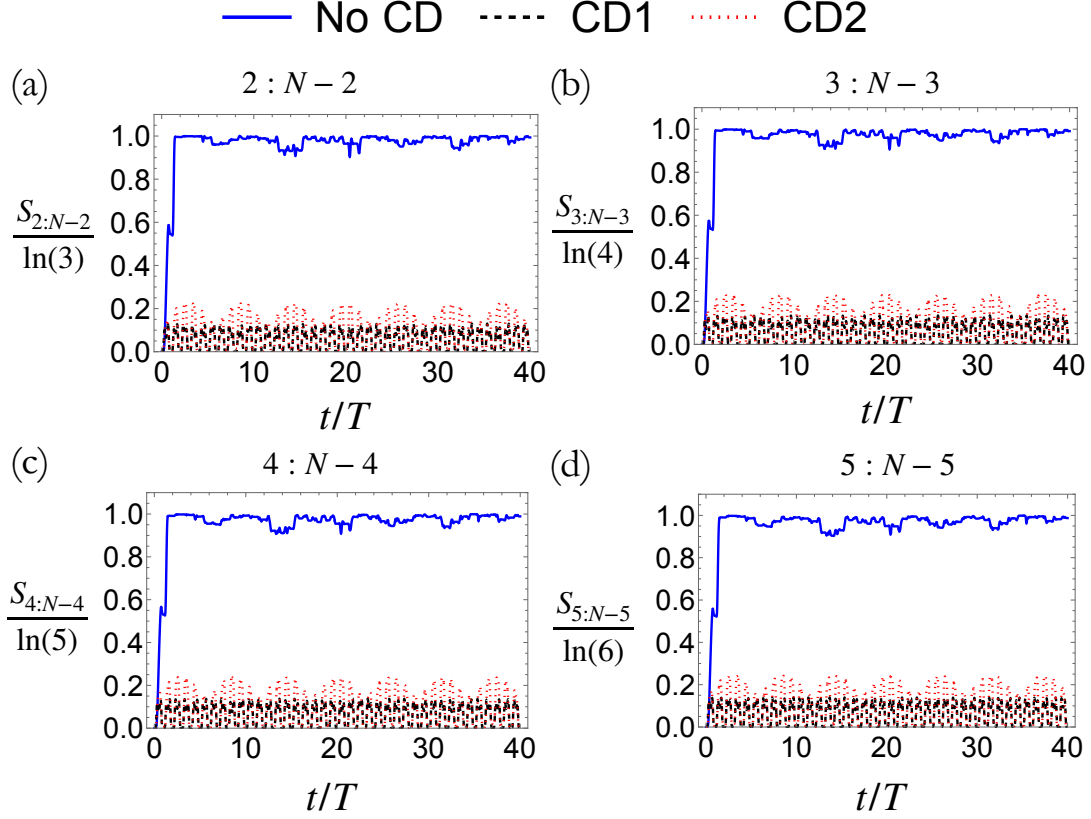 No CD CD1 CD2
(a) 2 : N − 2
S2:N−2
ln(3)
1.0
0.8
0.6
0.4
0.2
0.0
0 10 20 30 40
t/T
(b) 3 : N − 3
S3:N−3
ln(4)
1.0
0.8
0.6
0.4
0.2
0.0
0 10 20 30 40
t/T
(c) 4 : N − 4
S4:N−4
ln(5)
1.0
0.8
0.6
0.4
0.2
0.0
0 10 20 30 40
t/T
(d) 5 : N − 5
S5:N−5
ln(6)
1.0
0.8
0.6
0.4
0.2
0.0
0 10 20 30 40
t/T